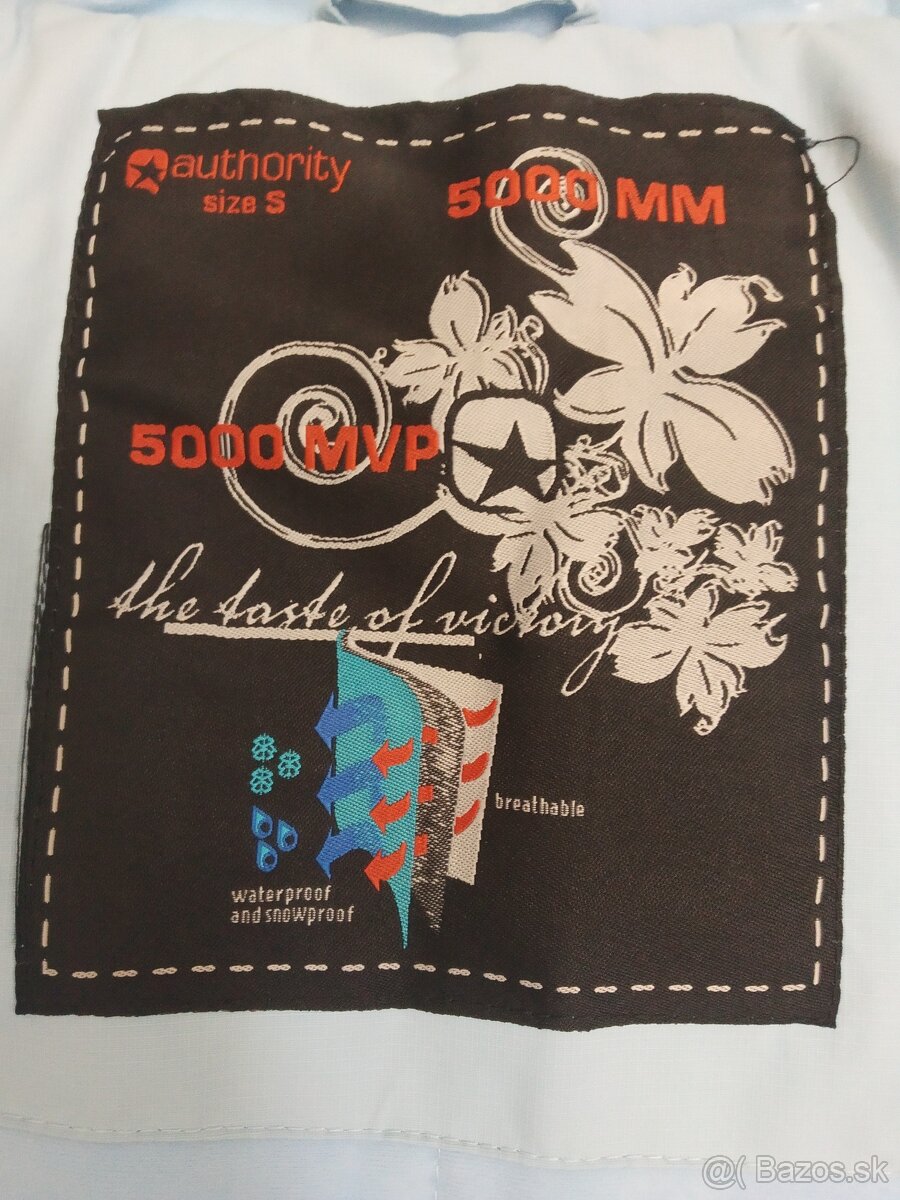 authority
size S
5000 MM
5000 MVP
the taste of victory
breathable
waterproof
and snowproof
@( Bazos.sk